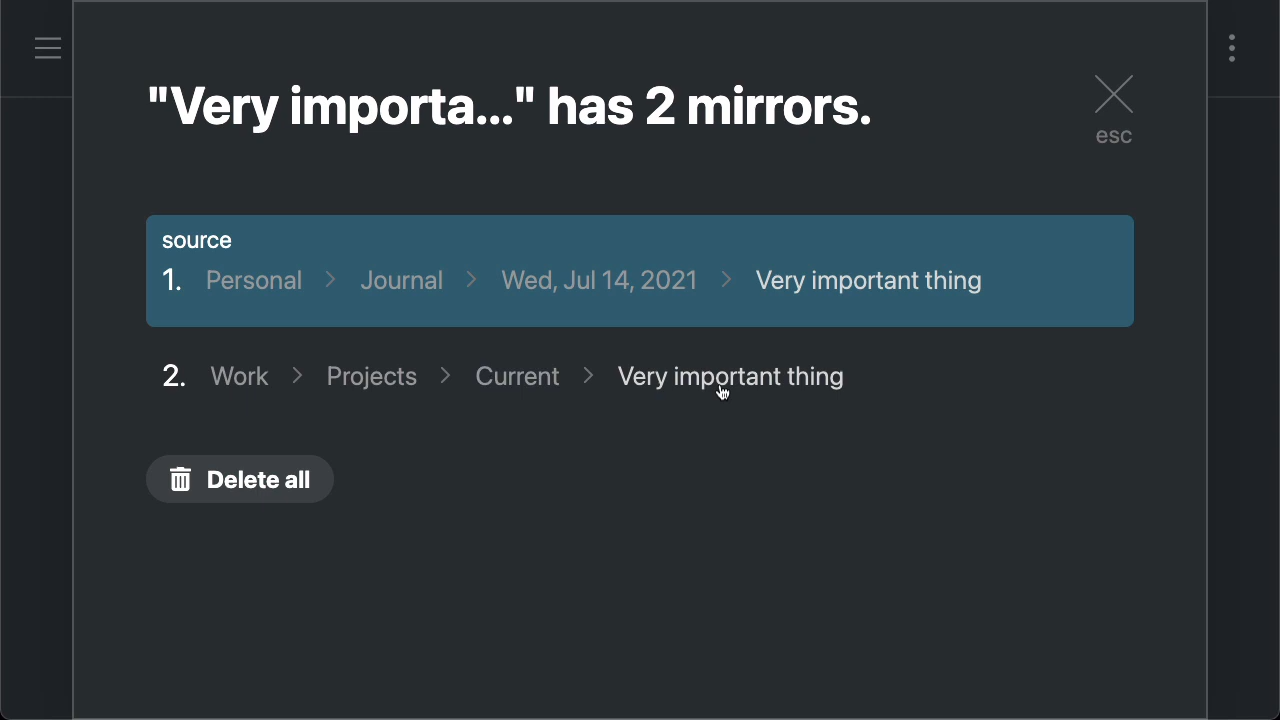 "Very importa..." has 2 mirrors.
esc
source
1. Personal > Journal > Wed, Jul 14, 2021 > Very important thing
2. Work > Projects > Current > Very important thing
Delete all